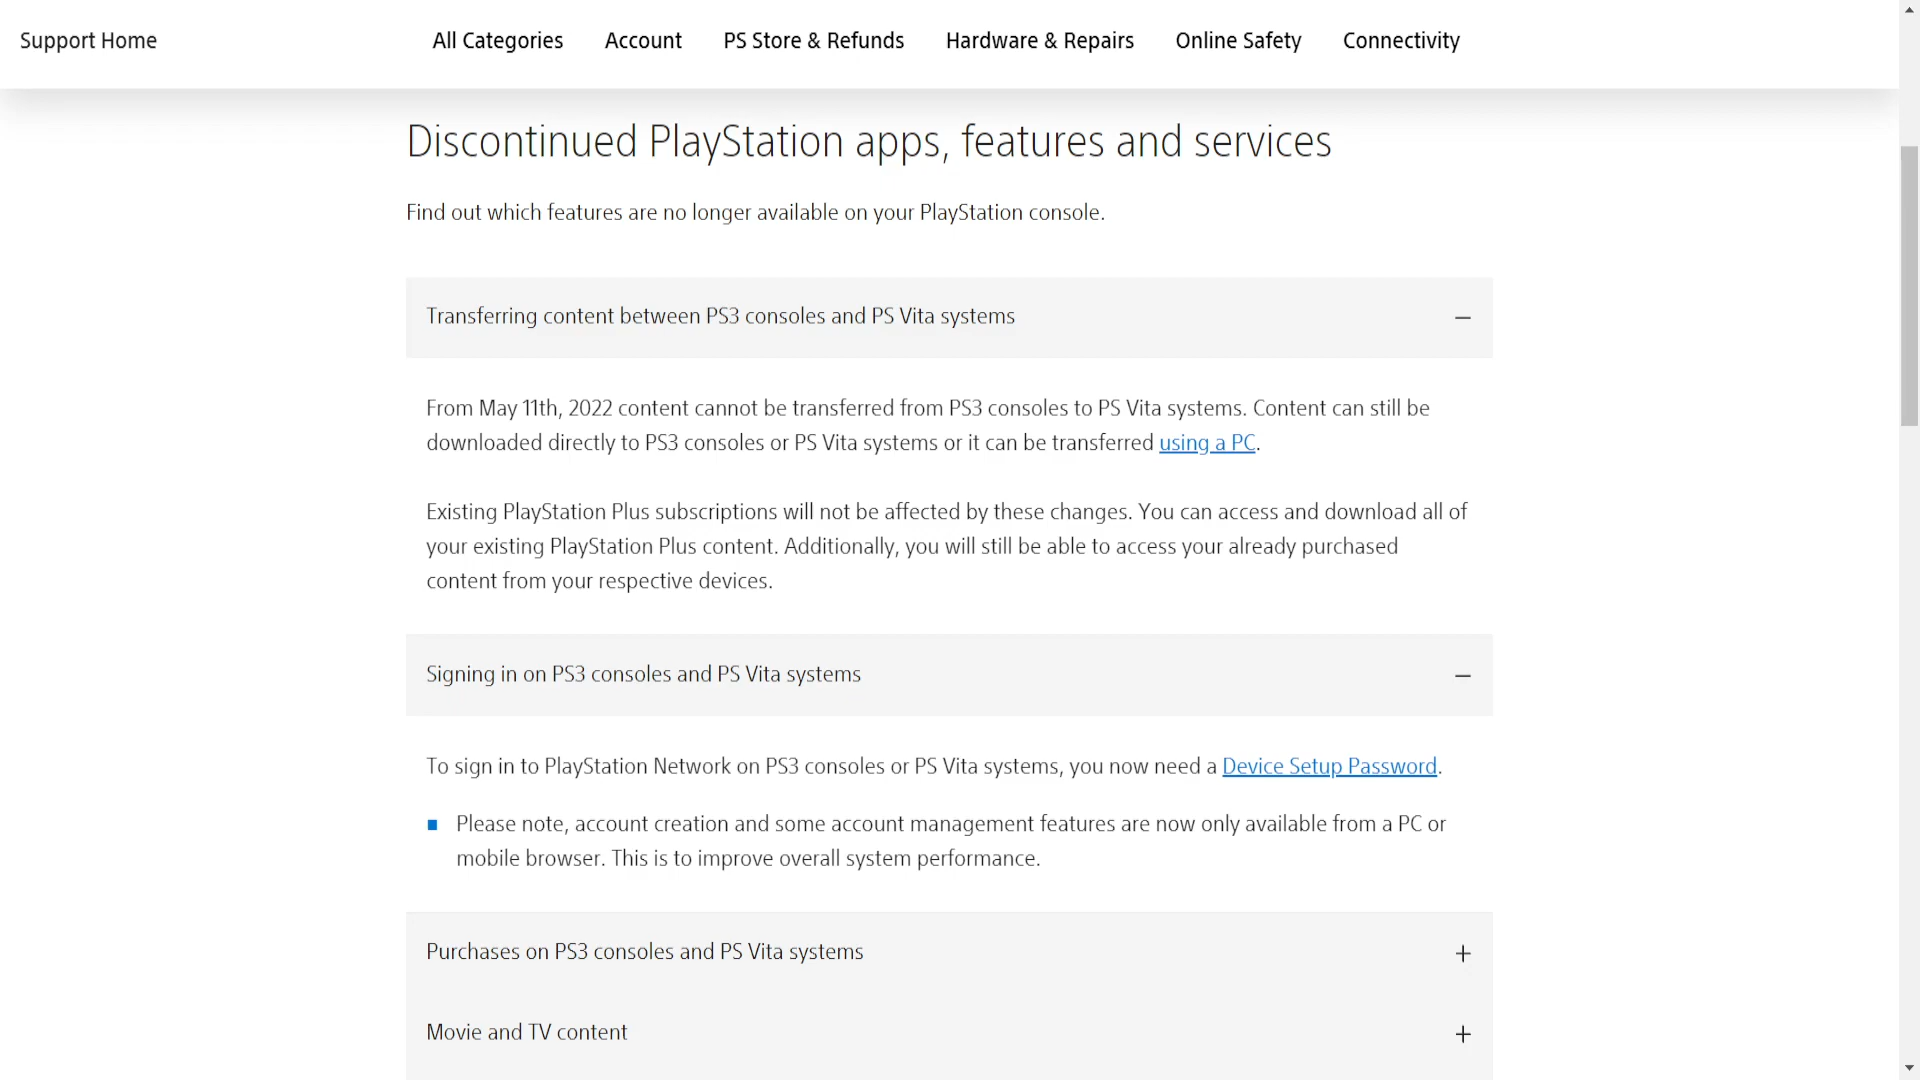 Support Home
All Categories
Account
PS Store & Refunds
Hardware & Repairs
Online Safety
Connectivity
Discontinued PlayStation apps, features and services
Find out which features are no longer available on your PlayStation console.
Transferring content between PS3 consoles and PS Vita systems
From May 11th, 2022 content cannot be transferred from PS3 consoles to PS Vita systems. Content can still be
downloaded directly to PS3 consoles or PS Vita systems or it can be transferred using a PC.
Existing PlayStation Plus subscriptions will not be affected by these changes. You can access and download all of
your existing PlayStation Plus content. Additionally, you will still be able to access your already purchased
content from your respective devices.
Signing in on PS3 consoles and PS Vita systems
To sign in to PlayStation Network on PS3 consoles or PS Vita systems, you now need a Device Setup Password.
Please note, account creation and some account management features are now only available from a PC or
mobile browser. This is to improve overall system performance.
Purchases on PS3 consoles and PS Vita systems
Movie and TV content